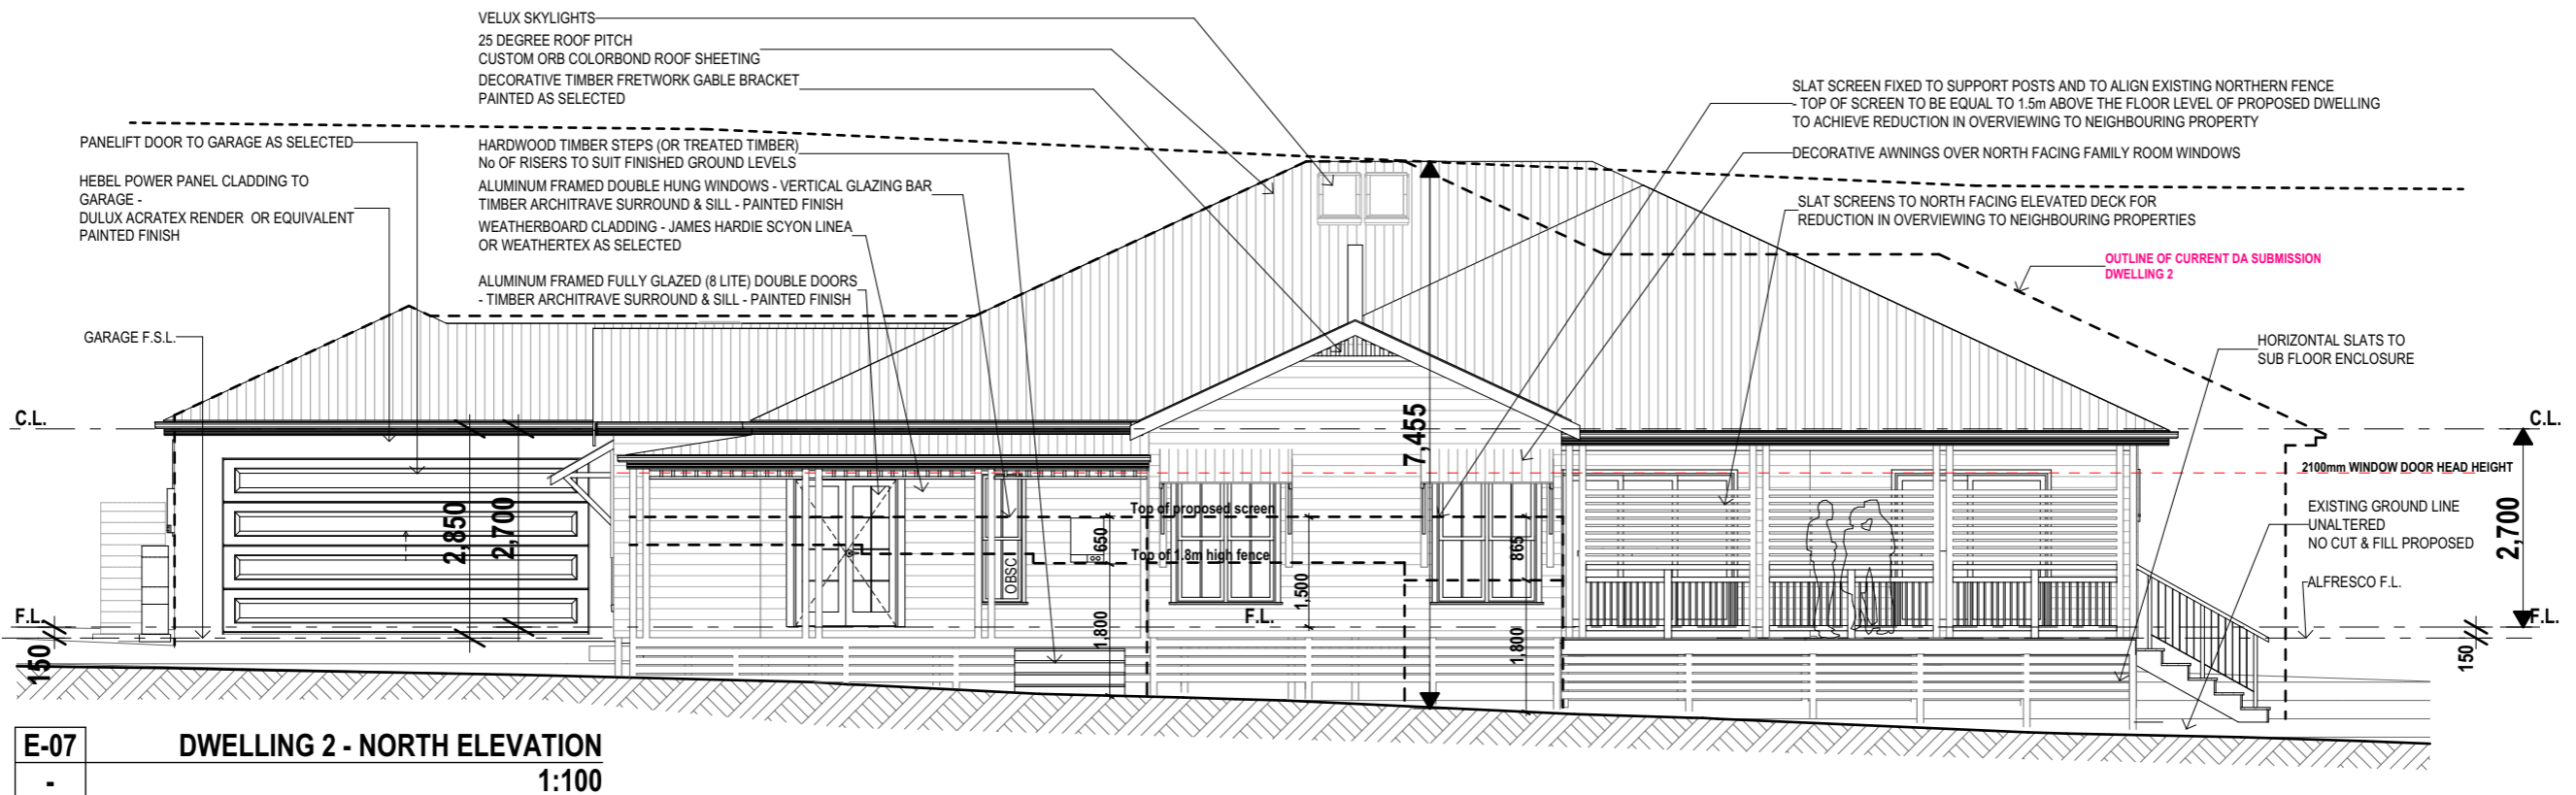 VELUX SKYLIGHTS
25 DEGREE ROOF PITCH
CUSTOM ORB COLORBOND ROOF SHEETING
DECORATIVE TIMBER FRETWORK GABLE BRACKET
PAINTED AS SELECTED
PANELIFT DOOR TO GARAGE AS SELECTED
HEBEL POWER PANEL CLADDING TO
GARAGE -
DULUX ACRATEX RENDER OR EQUIVALENT
PAINTED FINISH
HARDWOOD TIMBER STEPS (OR TREATED TIMBER)
No OF RISERS TO SUIT FINISHED GROUND LEVELS
ALUMINUM FRAMED DOUBLE HUNG WINDOWS - VERTICAL GLAZING BAR
TIMBER ARCHITRAVE SURROUND & SILL - PAINTED FINISH
WEATHERBOARD CLADDING - JAMES HARDIE SCYON LINEA
OR WEATHERTEX AS SELECTED
ALUMINUM FRAMED FULLY GLAZED (8 LITE) DOUBLE DOORS
- TIMBER ARCHITRAVE SURROUND & SILL - PAINTED FINISH
GARAGE F.S.L.
SLAT SCREEN FIXED TO SUPPORT POSTS AND TO ALIGN EXISTING NORTHERN FENCE
- TOP OF SCREEN TO BE EQUAL TO 1.5m ABOVE THE FLOOR LEVEL OF PROPOSED DWELLING
TO ACHIEVE REDUCTION IN OVERVIEWING TO NEIGHBOURING PROPERTY
DECORATIVE AWNINGS OVER NORTH FACING FAMILY ROOM WINDOWS
SLAT SCREENS TO NORTH FACING ELEVATED DECK FOR
REDUCTION IN OVERVIEWING TO NEIGHBOURING PROPERTIES
OUTLINE OF CURRENT DA SUBMISSION
DWELLING 2
HORIZONTAL SLATS TO
SUB FLOOR ENCLOSURE
C.L.
C.L.
2100mm WINDOW DOOR HEAD HEIGHT
EXISTING GROUND LINE
UNALTERED
NO CUT & FILL PROPOSED
ALFRESCO F.L.
2,700
F.L.
150
7,455
2,850
2,700
Top of proposed screen
Top of 1.8m high fence
650
865
1,500
1,800
1,800
OBSC.
F.L.
F.L.
150
E-07
DWELLING 2 - NORTH ELEVATION
-
1:100